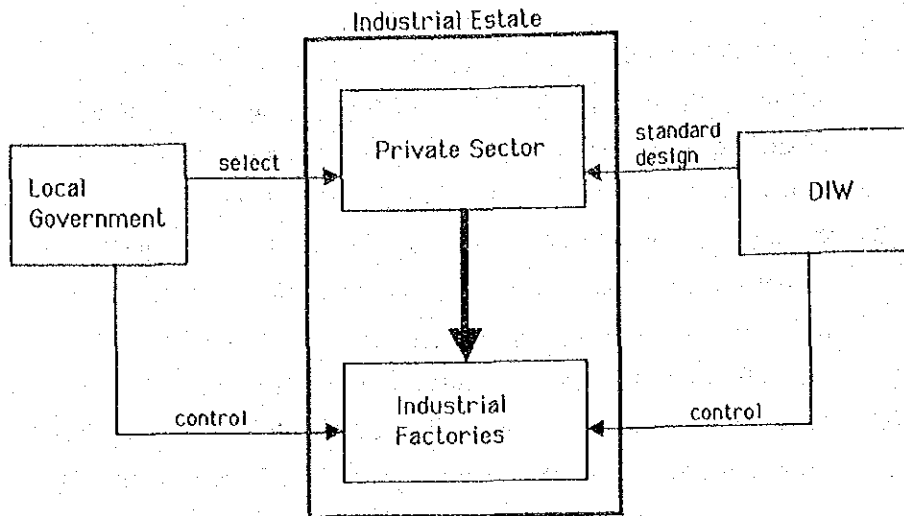 Industrial Estate
Private Sector
standard
design
select
Local
Government
DIW
Industrial
Factories
control
control